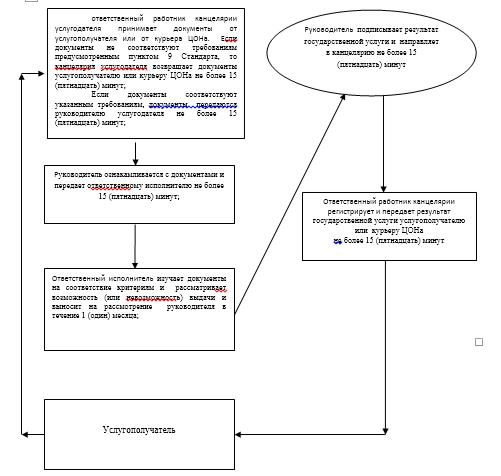 ответственный работник канцелярии
услугодателя принимает документы от
услугополучателя или от курьера ЦОНа. Если
документы не соответствуют требованиям
предусмотренным пунктом 9 Стандарта, то
канцелярия услугодателя возвращает документы
услугополучателю или курьеру ЦОНа не более 15
(пятнадцать) минут;
Если документы соответствуют
указанным требованиям, документы передаются
руководителю услугодателя не более 15
(пятнадцать) минут;
Руководитель ознакамливается с документами и
передает ответственному исполнителю не более
15 (пятнадцать) минут;
Ответственный исполнитель изучает документы
на соответствие критериям и рассматривает
возможность (или невозможность) выдачи и
выносит на рассмотрение руководителя в
течение 1 (один) месяца;
Руководитель подписывает результат
государственной услуги и направляет
в канцелярию не более 15
(пятнадцать) минут
Ответственный работник канцелярии
регистрирует и передает результат
государственной услуги услугополучателю
или курьеру ЦОНа
не более 15 (пятнадцать) минут
Услугополучатель